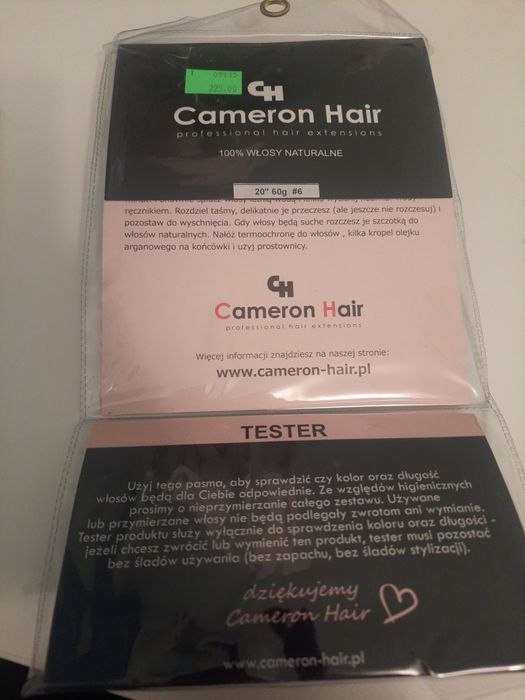 1 09935
225.00
CH
Cameron Hair
professional hair extensions
100% WŁOSY NATURALNE
20" 60g #6
ręcznikiem. Rozdziel taśmy, delikatnie je przeczesz (ale jeszcze nie rozczesuj) i
pozostaw do wyschnięcia. Gdy włosy będą suche rozczesz je szczotką do
włosów naturalnych. Nałóż termoochronę do włosów , kilka kropel olejku
arganowego na końcówki i użyj prostownicy.
CH
Cameron Hair
professional hair extensions
Więcej informacji znajdziesz na naszej stronie:
www.cameron-hair.pl
TESTER
Użyj tego pasma, aby sprawdzić czy kolor oraz długość
włosów będą dla Ciebie odpowiednie. Ze względów higienicznych
prosimy o nieprzymierzanie całego zestawu. Używane
lub przymierzane włosy nie będą podlegały zwrotom ani wymianie.
Tester produktu służy wyłącznie do sprawdzenia koloru oraz długości -
jeżeli chcesz zwrócić lub wymienić ten produkt, tester musi pozostać
bez śladów używania (bez zapachu, bez śladów stylizacji).
dziękujemy
Cameron Hair
www.cameron-hair.pl